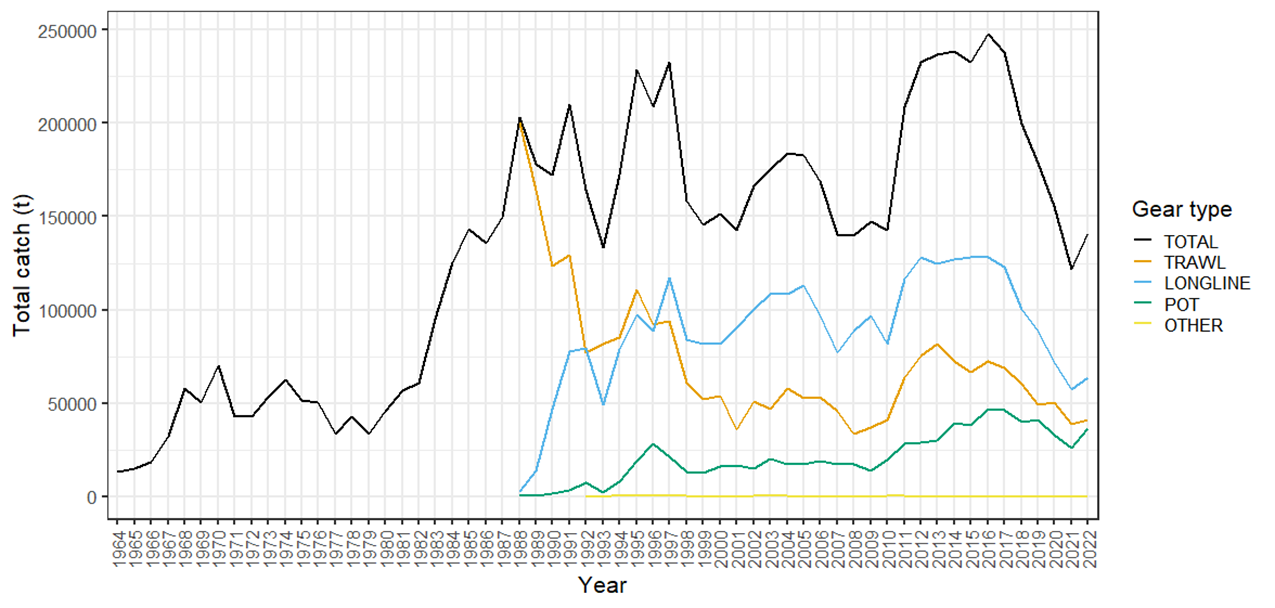 250000
200000
150000
100000
50000
0
Total catch (t)
1964 1965 1966 1967 1968 1969 1970 1971 1972 1973 1974 1975 1976 1977 1978 1979 1980 1981 1982 1983 1984 1985 1986 1987 1988 1989 1990 1991 1992 1993 1994 1995 1996 1997 1998 1999 2000 2001 2002 2003 2004 2005 2006 2007 2008 2009 2010 2011 2012 2013 2014 2015 2016 2017 2018 2019 2020 2021 2022
Year
Gear type
TOTAL
TRAWL
LONGLINE
POT
OTHER